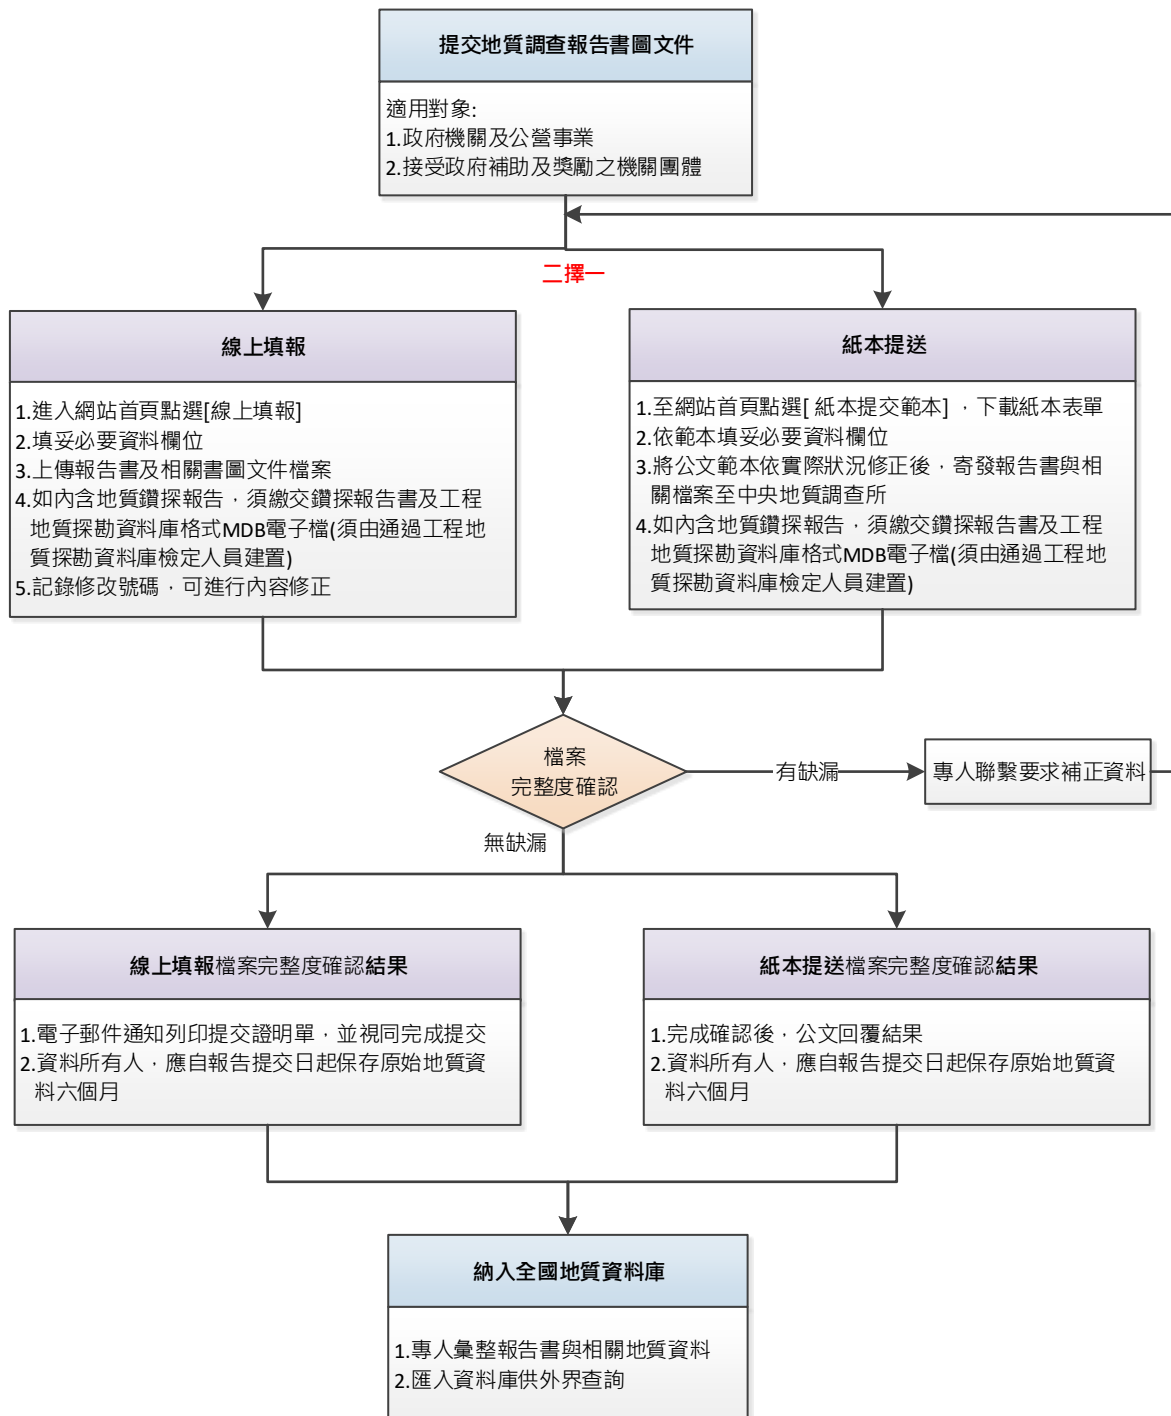 提交地質調查報告書圖文件
適用對象:
1.政府機關及公營事業
2.接受政府補助及獎勵之機關團體
二擇一
線上填報
1.進入網站首頁點選[線上填報]
2.填妥必要資料欄位
3.上傳報告書及相關書圖文件檔案
4.如內含地質鑽探報告，須繳交鑽探報告書及工程
地質探勘資料庫格式MDB電子檔(須由通過工程地
質探勘資料庫檢定人員建置)
5.記錄修改號碼，可進行內容修正
紙本提送
1.至網站首頁點選[ 紙本提交範本] ，下載紙本表單
2.依範本填妥必要資料欄位
3.將公文範本依實際狀況修正後，寄發報告書與相
關檔案至中央地質調查所
4.如內含地質鑽探報告，須繳交鑽探報告書及工程
地質探勘資料庫格式MDB電子檔(須由通過工程地
質探勘資料庫檢定人員建置)
檔案
完整度確認
有缺漏
專人聯繫要求補正資料
無缺漏
線上填報檔案完整度確認結果
1.電子郵件通知列印提交證明單，並視同完成提交
2.資料所有人，應自報告提交日起保存原始地質資
料六個月
紙本提送檔案完整度確認結果
1.完成確認後，公文回覆結果
2.資料所有人，應自報告提交日起保存原始地質資
料六個月
納入全國地質資料庫
1.專人彙整報告書與相關地質資料
2.匯入資料庫供外界查詢